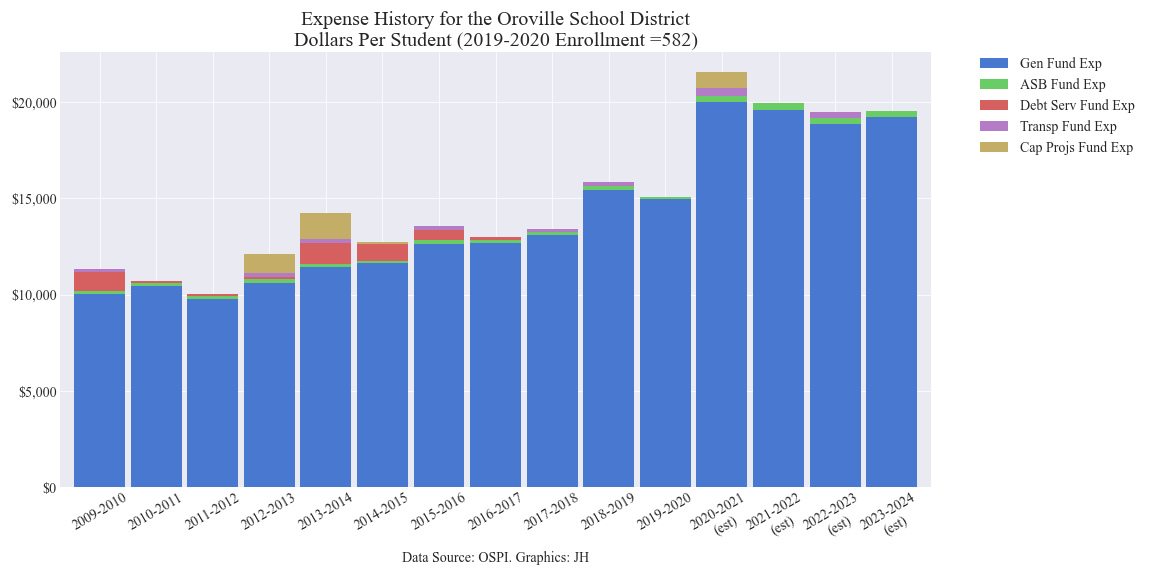 Expense History for the Oroville School District
Dollars Per Student (2019-2020 Enrollment =582)
Gen Fund Exp
ASB Fund Exp
Debt Serv Fund Exp
Transp Fund Exp
Cap Projs Fund Exp
$20,000
$15,000
$10,000
$5,000
$0
2009-2010
2010-2011
2011-2012
2012-2013
2013-2014
2014-2015
2015-2016
2016-2017
2017-2018
2018-2019
2019-2020
2020-2021
(est)
2021-2022
(est)
2022-2023
(est)
2023-2024
(est)
Data Source: OSPI. Graphics: JH